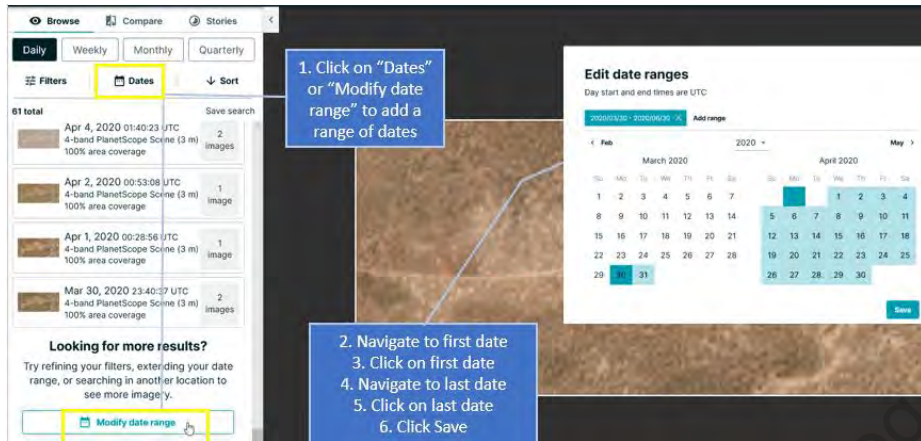 Browse Compare Stories
Daily Weekly Monthly Quarterly
Filters Dates Sort
61 total Save search
Apr 4, 2020 01:40:23 UTC
4-band PlanetScope Scene (3 m)
100% area coverage
2
images
Apr 2, 2020 00:53:08 UTC
4-band PlanetScope Scene (3 m)
100% area coverage
1
image
Apr 1, 2020 00:28:56 UTC
4-band PlanetScope Scene (3 m)
100% area coverage
1
image
Mar 30, 2020 23:40:37 UTC
4-band PlanetScope Scene (3 m)
100% area coverage
2
images
Looking for more results?
Try refining your filters, extending your date
range, or searching in another location to
see more imagery.
Modify date range
1. Click on “Dates”
or “Modify date
range” to add a
range of dates
2. Navigate to first date
3. Click on first date
4. Navigate to last date
5. Click on last date
6. Click Save
Edit date ranges
Day start and end times are UTC
2020/03/30 - 2020/06/30 Add range
Feb 2020 May
March 2020
Su Mo Tu We Th Fr Sa
1 2 3 4 5 6 7
8 9 10 11 12 13 14
15 16 17 18 19 20 21
22 23 24 25 26 27 28
29 30 31
April 2020
Su Mo Tu We Th Fr Sa
1 2 3 4
5 6 7 8 9 10 11
12 13 14 15 16 17 18
19 20 21 22 23 24 25
26 27 28 29 30
Save